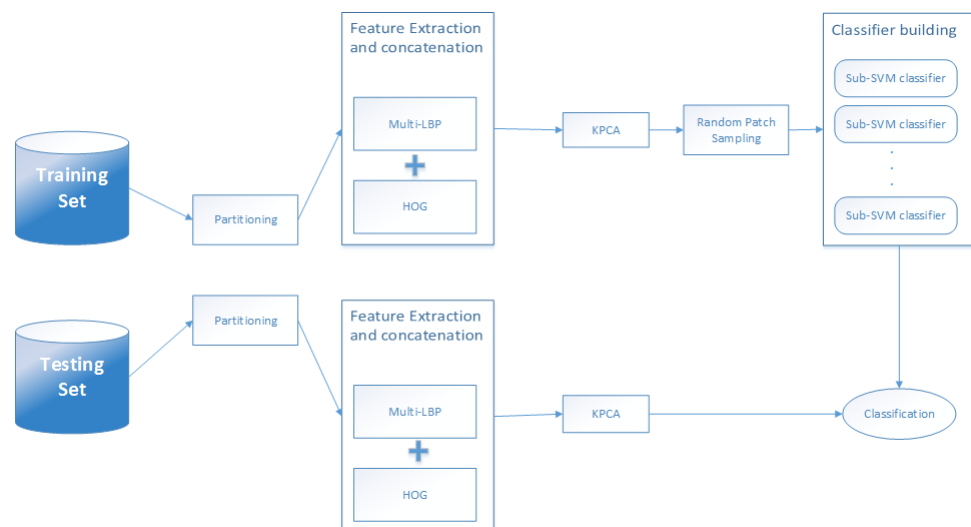 Training
Set
Partitioning
Feature Extraction
and concatenation
Multi-LBP
+
HOG
KPCA
Random Patch
Sampling
Classifier building
Sub-SVM classifier
Sub-SVM classifier
.
.
.
Sub-SVM classifier
Testing
Set
Partitioning
Feature Extraction
and concatenation
Multi-LBP
+
HOG
KPCA
Classification